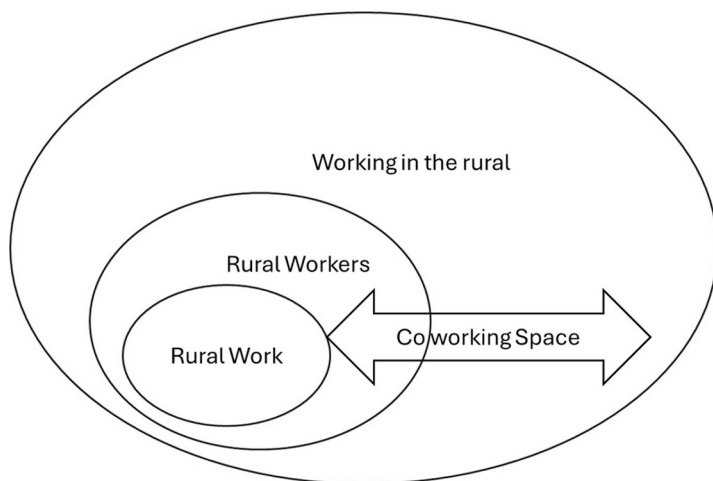 Working in the rural
Rural Workers
Coworking Space
Rural Work